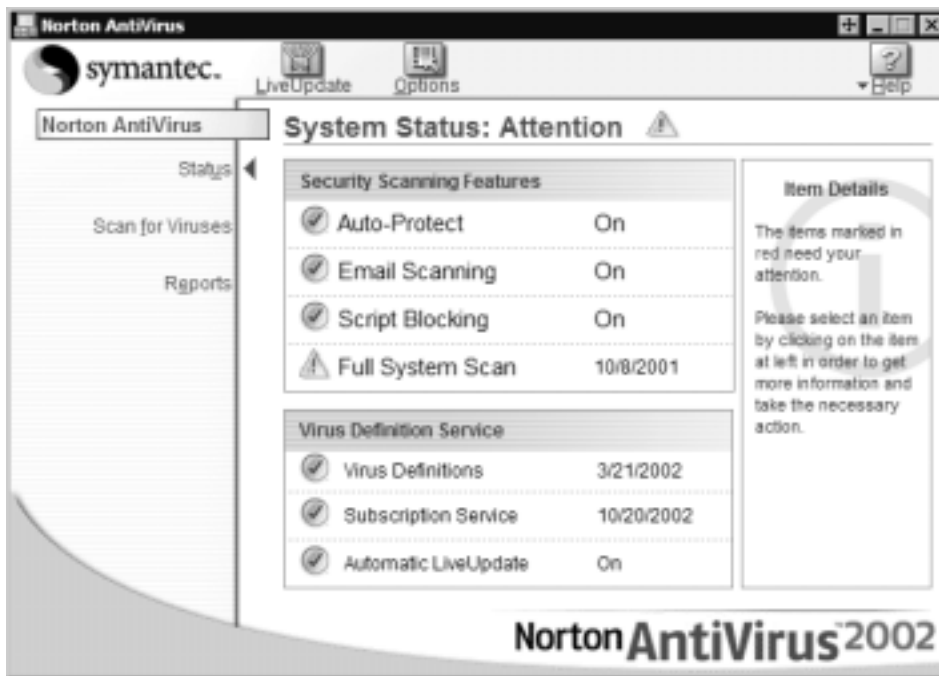 Norton AntiVirus
symantec.
LiveUpdate
Options
Help
Norton AntiVirus
Status
Scan for Viruses
Reports
System Status: Attention
Security Scanning Features
Auto-Protect On
Email Scanning On
Script Blocking On
Full System Scan 10/8/2001
Virus Definition Service
Virus Definitions 3/21/2002
Subscription Service 10/20/2002
Automatic LiveUpdate On
Item Details
The items marked in
red need your
attention.
Please select an item
by clicking on the item
at left in order to get
more information and
take the necessary
action.
Norton AntiVirus™2002